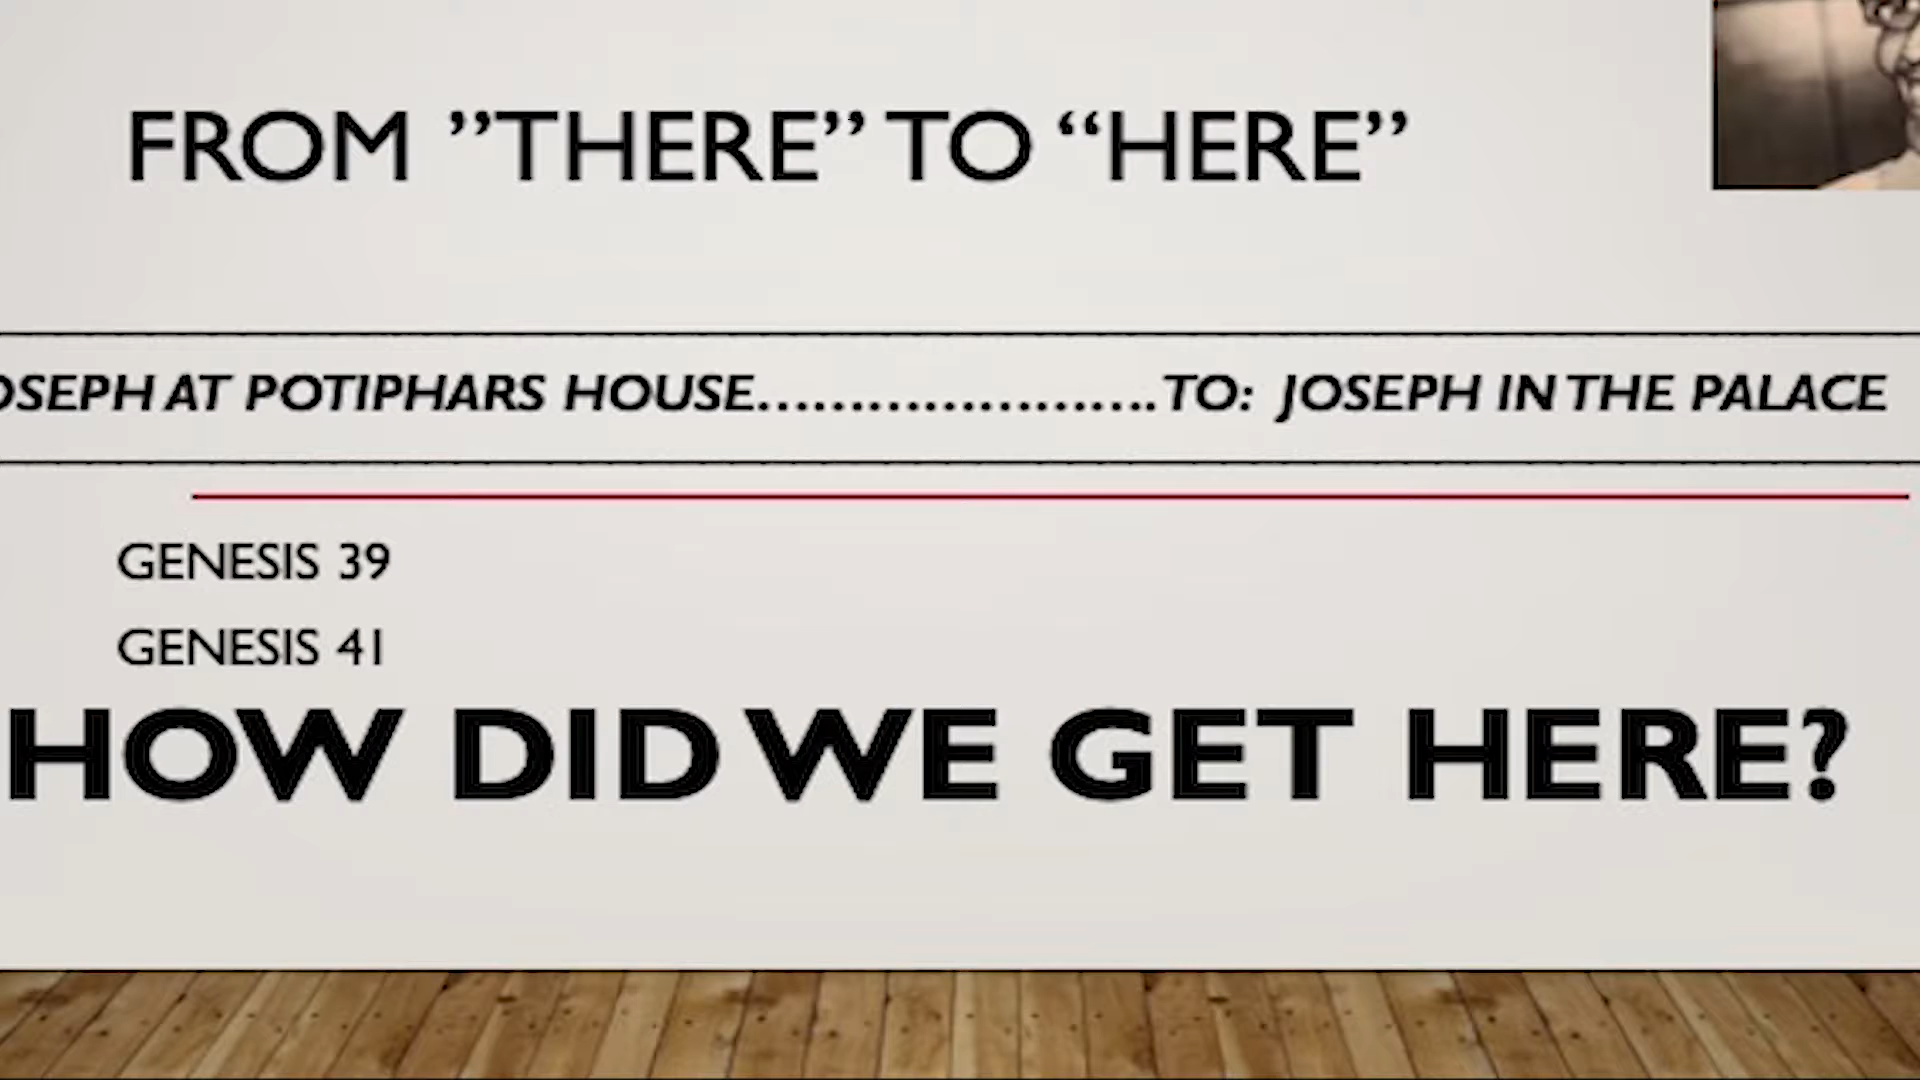 FROM ”THERE” TO “HERE”
OSEPH AT POTIPHARS HOUSE......................TO: JOSEPH IN THE PALACE
GENESIS 39
GENESIS 41
HOW DID WE GET HERE?